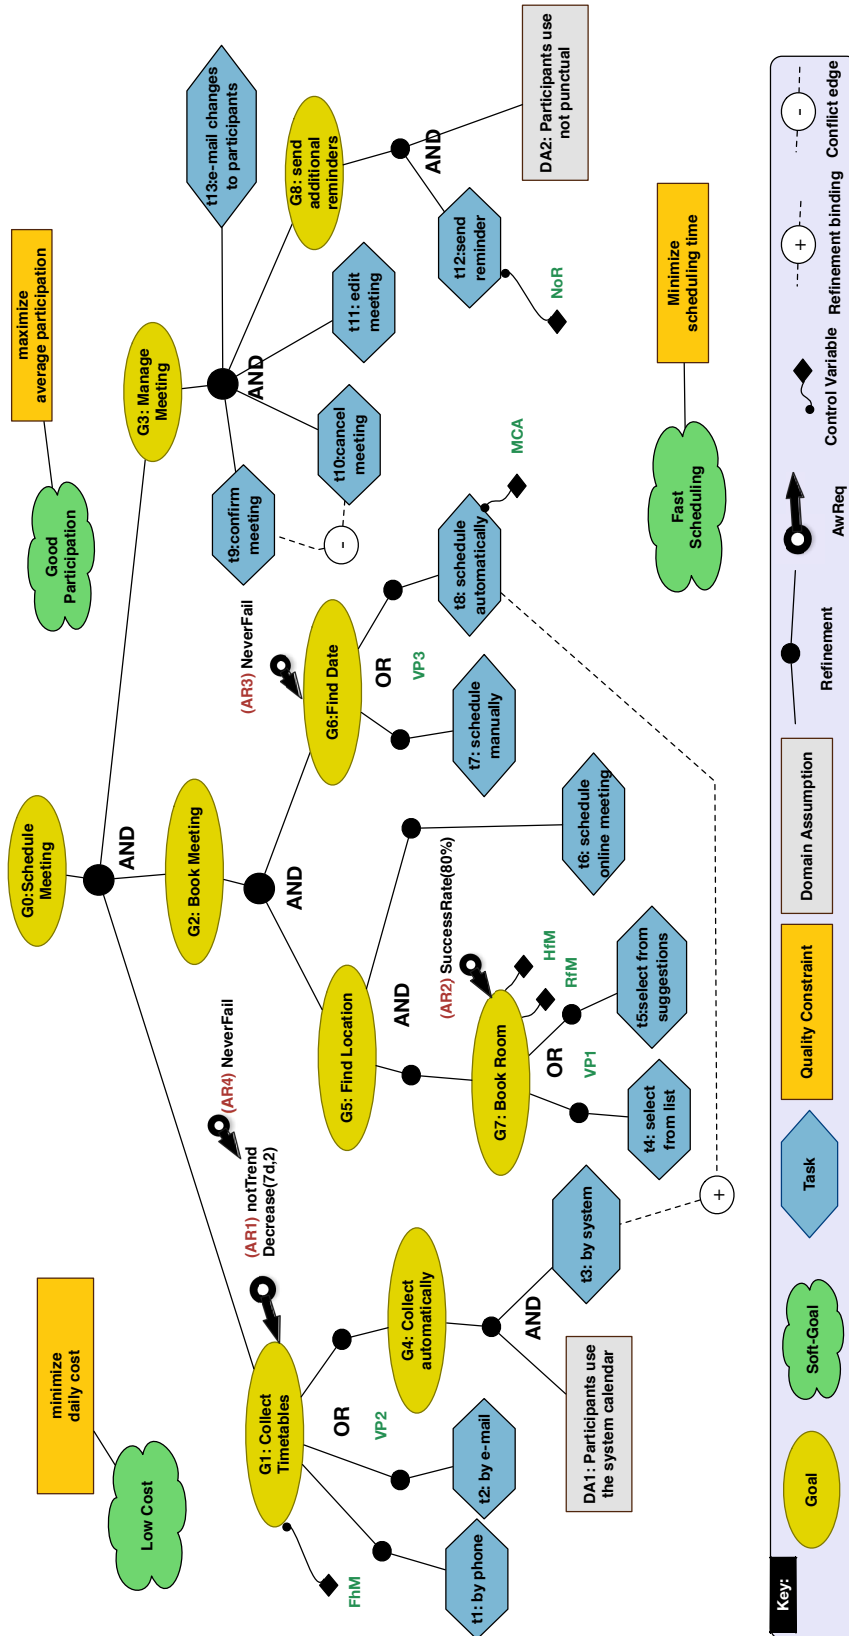 G0:Schedule
Meeting
AND
minimize
daily cost
Low Cost
maximize
average participation
Good
Participation
G1: Collect
Timetables
(AR1) notTrend
Decrease(7d,2)
(AR4) NeverFail
FhM
OR
VP2
t1: by phone
t2: by e-mail
G4: Collect
automatically
AND
DA1: Participants use
the system calendar
t3: by system
G2: Book Meeting
AND
G5: Find Location
AND
(AR2) SuccessRate(80%)
G7: Book Room
HfM
RfM
OR
VP1
t4: select
from list
t5:select from
suggestions
t6: schedule
online meeting
(AR3) NeverFail
G6:Find Date
OR
VP3
t7: schedule
manually
t8: schedule
automatically
MCA
G3: Manage
Meeting
AND
t9:confirm
meeting
t10:cancel
meeting
-
t11: edit
meeting
G8: send
additional
reminders
t13:e-mail changes
to participants
AND
t12:send
reminder
NoR
DA2: Participants use
not punctual
+
Fast
Scheduling
Minimize
scheduling time
Key:
Goal
Soft-Goal
Task
Quality Constraint
Domain Assumption
Refinement
AwReq
Control Variable
+
Refinement binding
-
Conflict edge